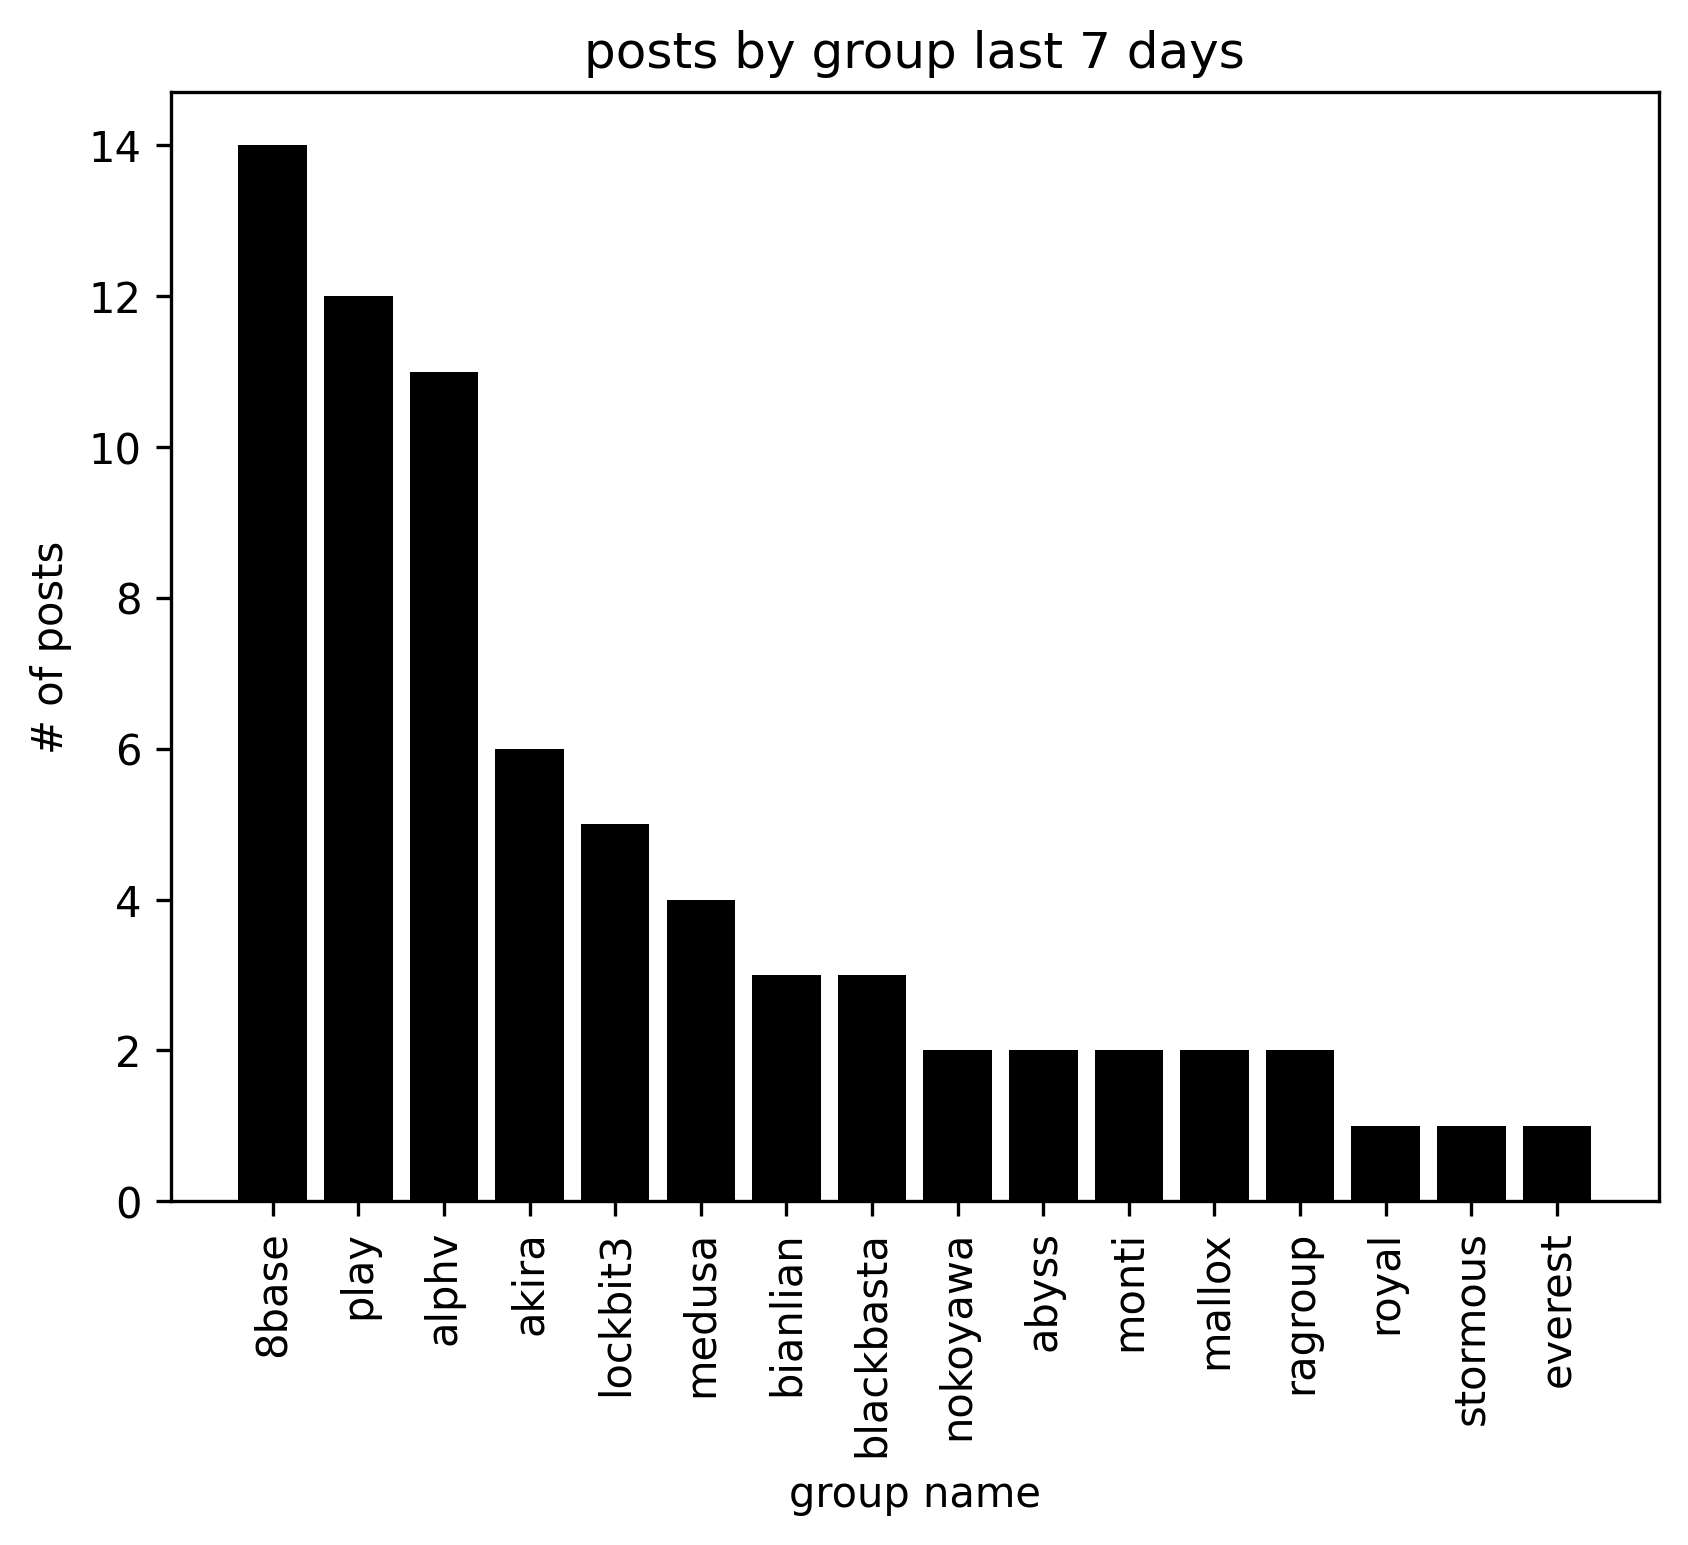 posts by group last 7 days
14
12
10
8
6
4
2
0
# of posts
8base
play
alphv
akira
lockbit3
medusa
bianlian
blackbasta
nokoyawa
abyss
monti
mallox
ragroup
royal
stormous
everest
group name